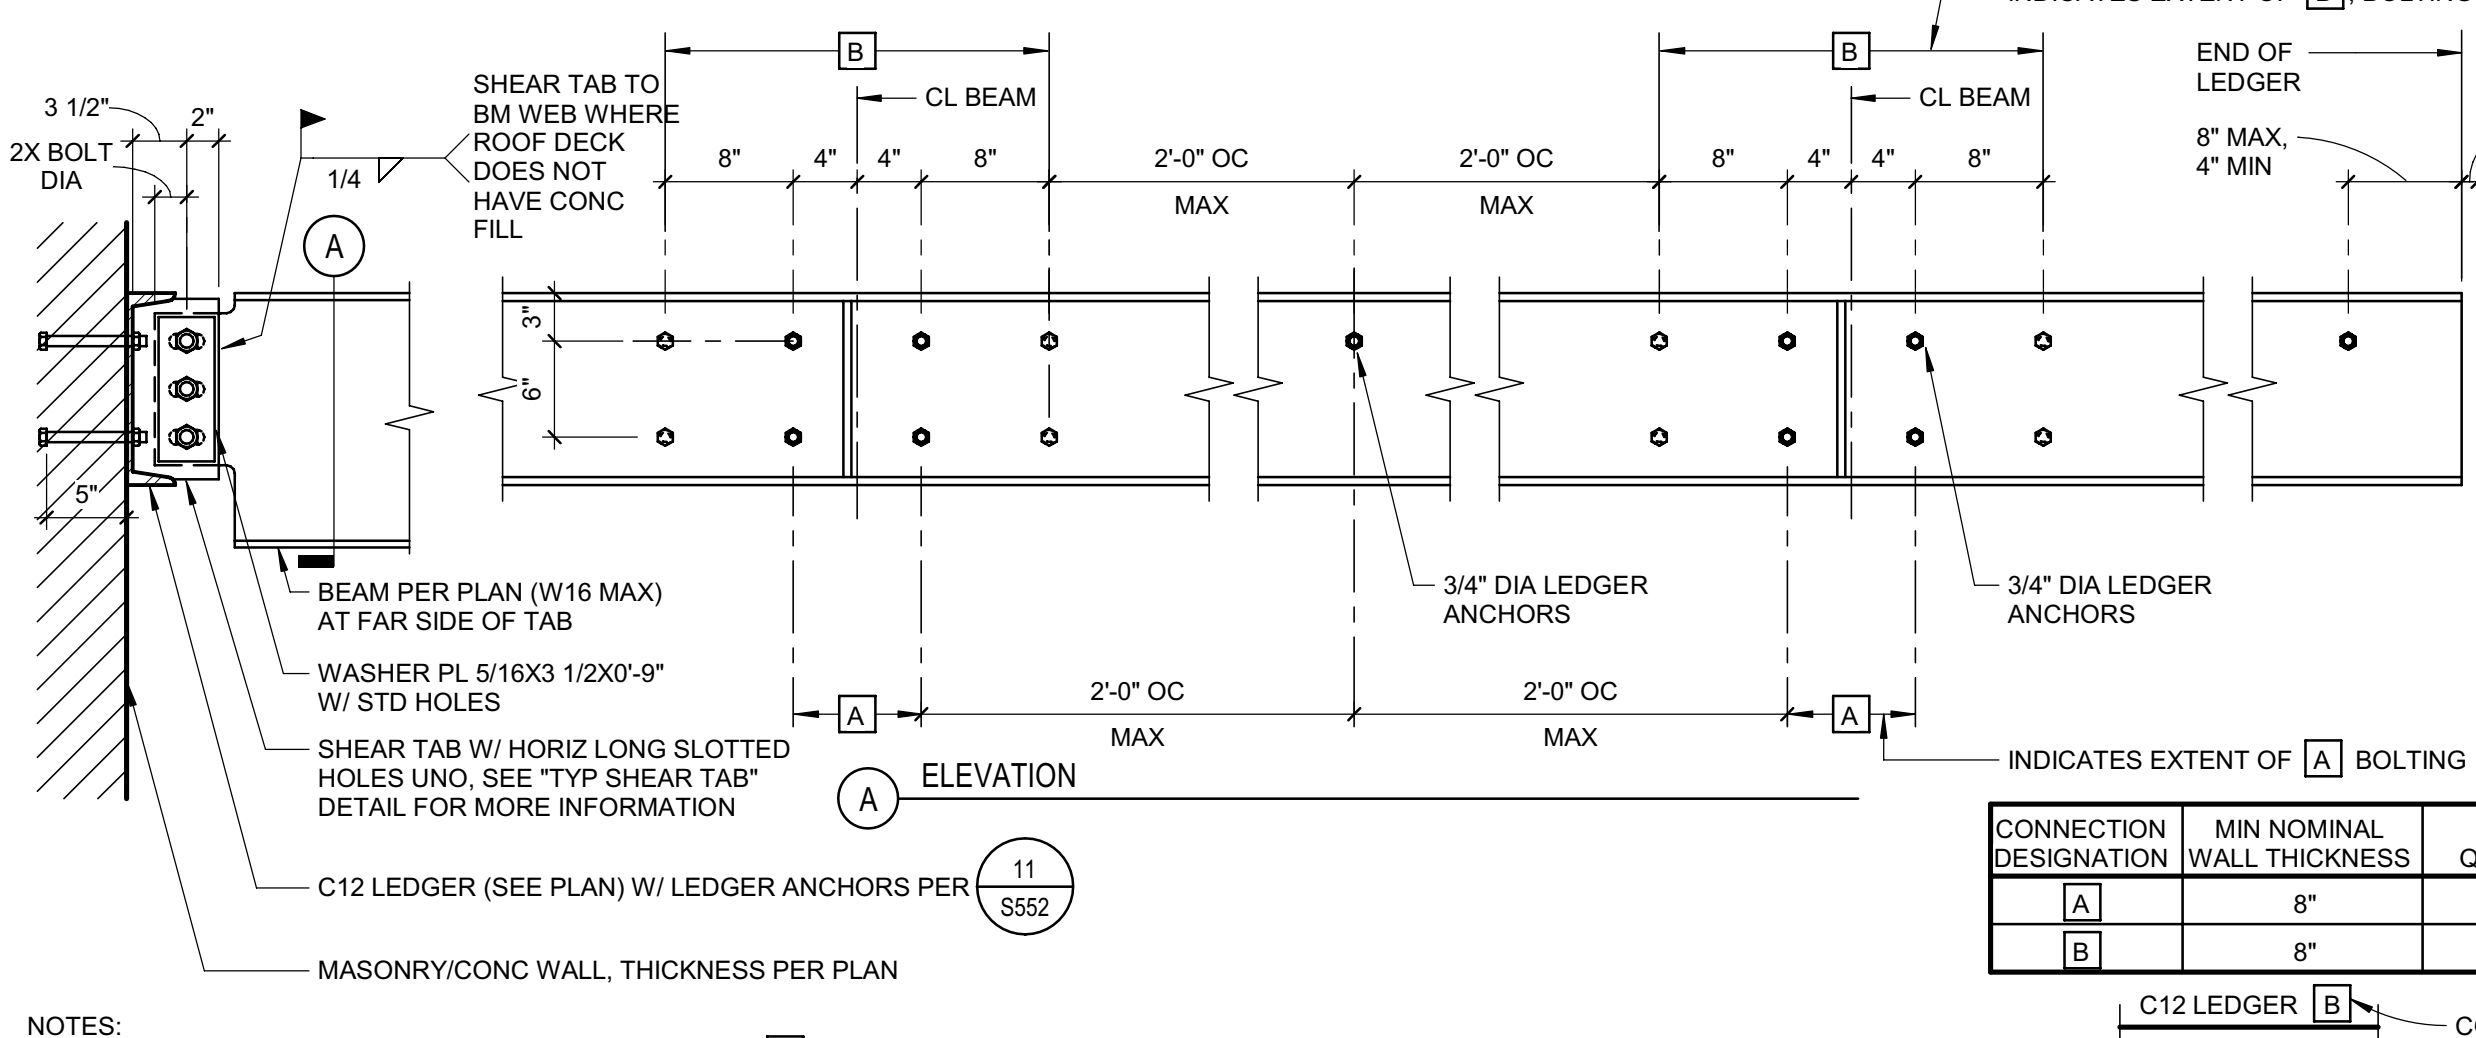 INDICATES EXTENT OF B , BOLTING
B
B
END OF
LEDGER
SHEAR TAB TO
BM WEB WHERE
ROOF DECK
DOES NOT
HAVE CONC
FILL
CL BEAM
CL BEAM
3 1/2"
2"
2X BOLT
DIA
1/4
8"
4"
4"
8"
2'-0" OC
MAX
2'-0" OC
MAX
8"
4"
4"
8"
8" MAX,
4" MIN
A
3"
6"
5"
BEAM PER PLAN (W16 MAX)
AT FAR SIDE OF TAB
3/4" DIA LEDGER
ANCHORS
3/4" DIA LEDGER
ANCHORS
WASHER PL 5/16X3 1/2X0'-9"
W/ STD HOLES
A
2'-0" OC
MAX
2'-0" OC
MAX
A
SHEAR TAB W/ HORIZ LONG SLOTTED
HOLES UNO, SEE "TYP SHEAR TAB"
DETAIL FOR MORE INFORMATION
INDICATES EXTENT OF A BOLTING
A ELEVATION
C12 LEDGER (SEE PLAN) W/ LEDGER ANCHORS PER
11
S552
MASONRY/CONC WALL, THICKNESS PER PLAN
CONNECTION
DESIGNATION
MIN NOMINAL
WALL THICKNESS
A
8"
B
8"
C12 LEDGER B
NOTES: